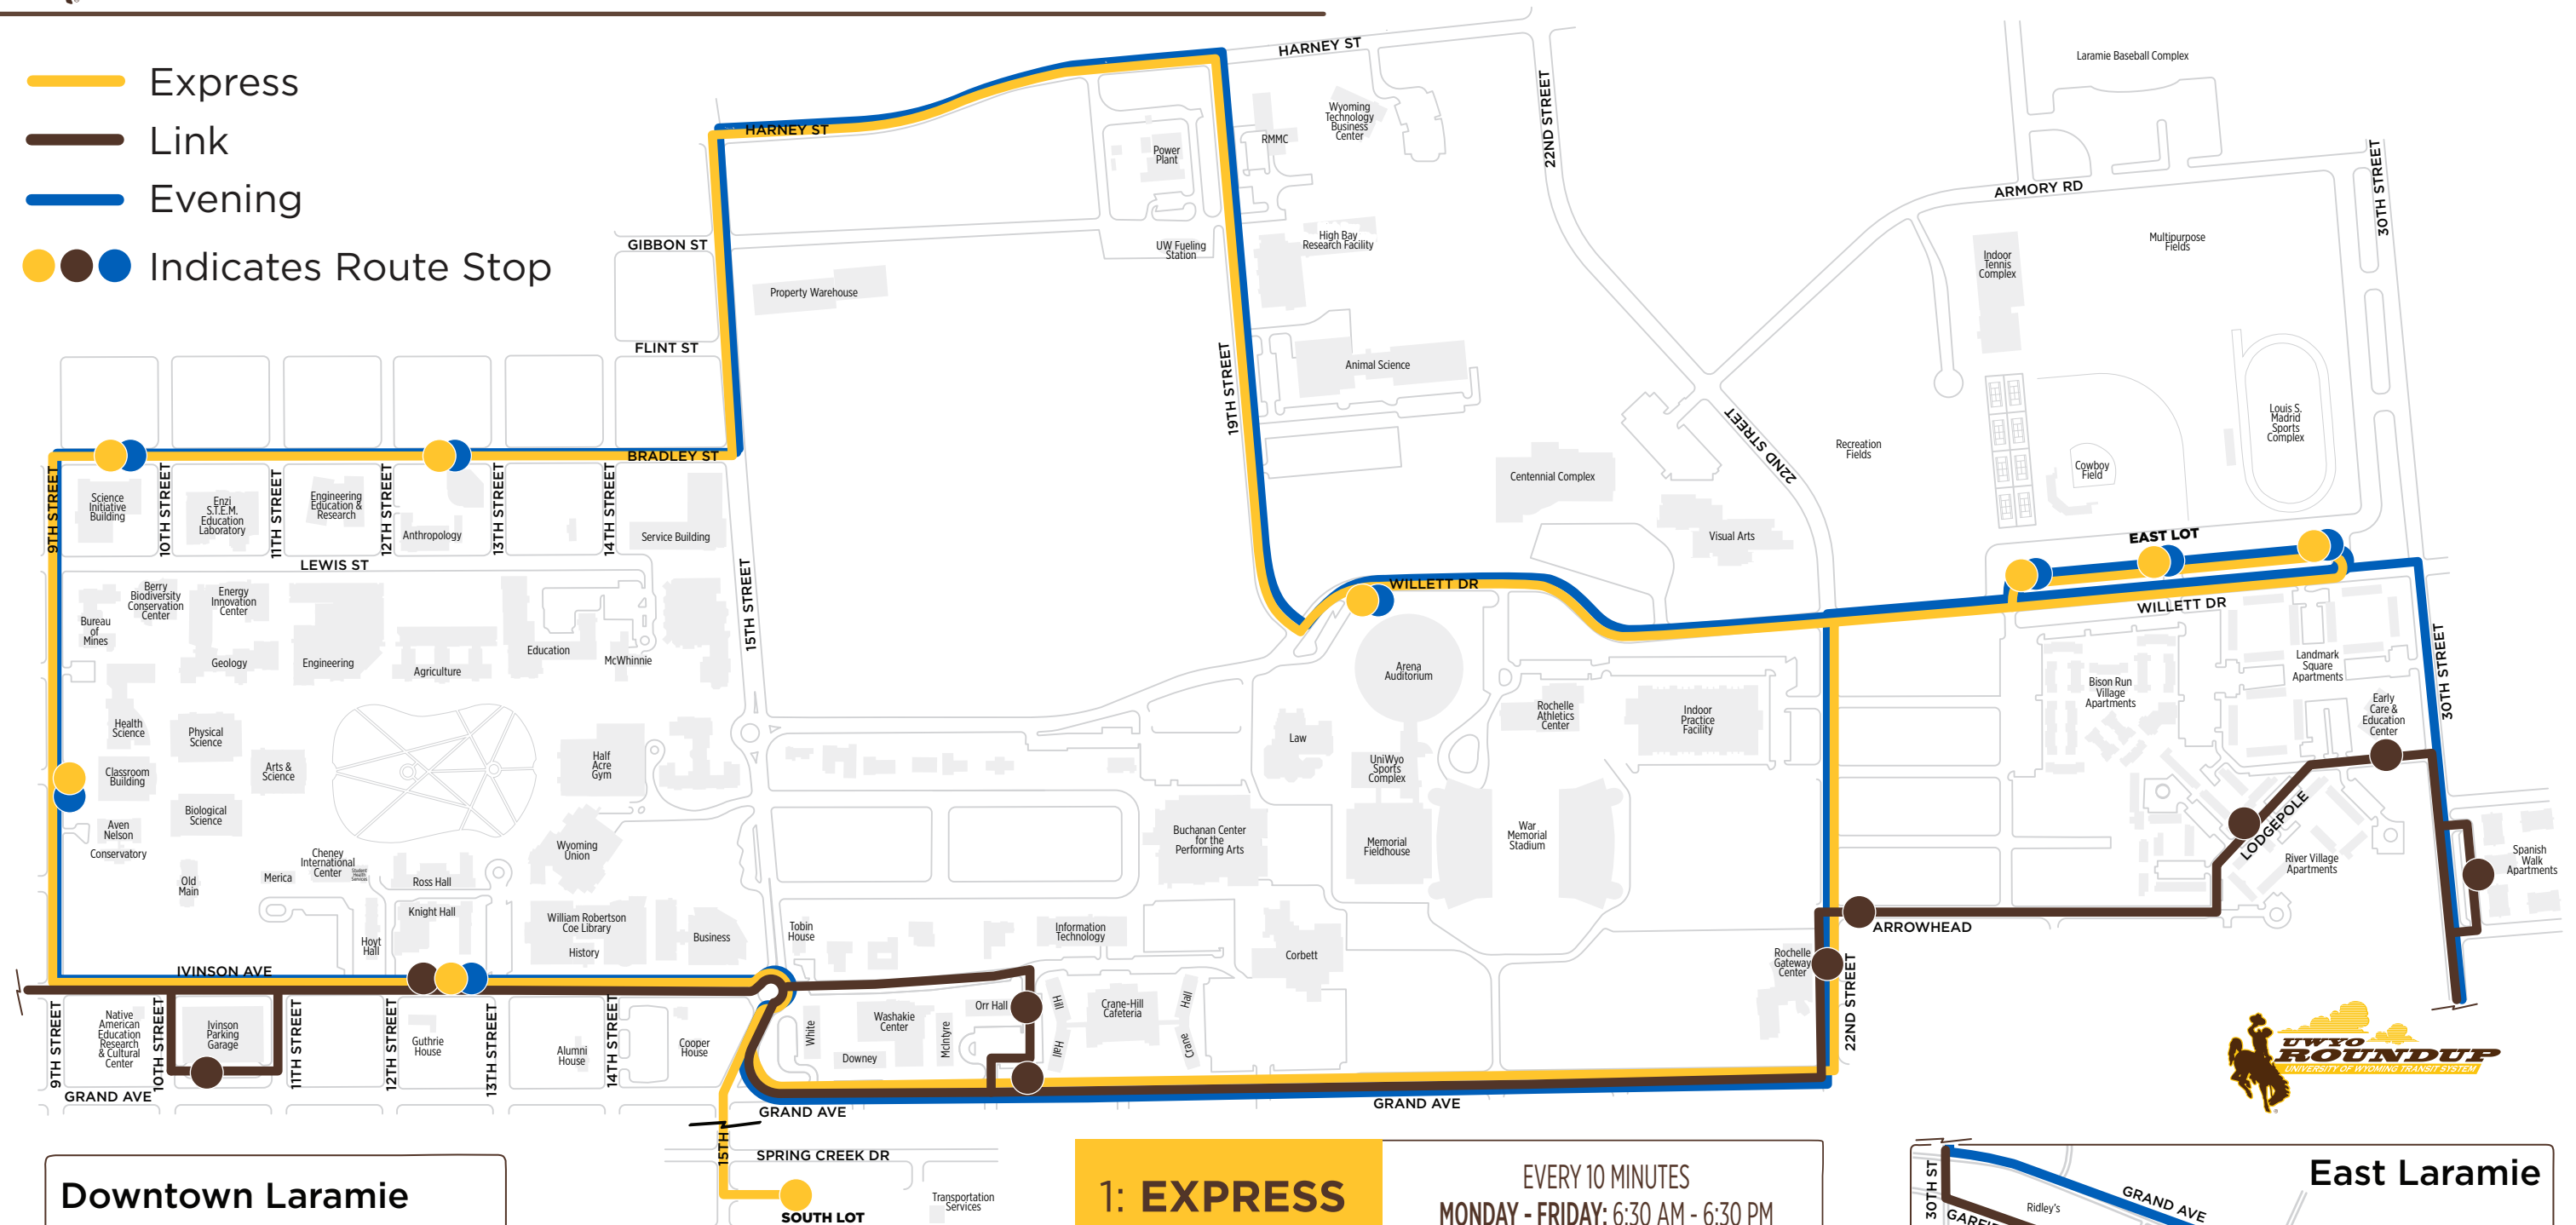 Express
Link
Evening
Indicates Route Stop
HARNEY ST
HARNEY ST
22ND STREET
Laramie Baseball Complex
Wyoming
Technology
Business
Center
RMMC
Power
Plant
ARMORY RD
30TH STREET
GIBBON ST
UW Fueling
Station
High Bay
Research Facility
Indoor
Tennis
Complex
Multipurpose
Fields
Property Warehouse
FLINT ST
19TH STREET
Animal Science
22ND STREET
Louis S.
Madrid
Sports
Complex
Recreation
Fields
Cowboy
Field
Centennial Complex
Visual Arts
BRADLEY ST
9TH STREET
10TH STREET
11TH STREET
12TH STREET
13TH STREET
14TH STREET
Science
Initiative
Building
Enzi
S.T.E.M.
Education
Laboratory
Engineering
Education &
Research
Anthropology
Service Building
LEWIS ST
15TH STREET
EAST LOT
WILLETT DR
WILLETT DR
30TH STREET
Berry
Biodiversity
Conservation
Center
Energy
Innovation
Center
Bureau
of
Mines
Geology
Engineering
Agriculture
Education
McWhinnie
Arena
Auditorium
Landmark
Square
Apartments
Bison Run
Village
Apartments
Early
Care &
Education
Center
Health
Science
Physical
Science
Classroom
Building
Arts &
Science
Half
Acre
Gym
Law
Rochelle
Athletics
Center
Indoor
Practice
Facility
UniWyo
Sports
Complex
Biological
Science
Aven
Nelson
Conservatory
Wyoming
Union
Buchanan Center
for the
Performing Arts
Memorial
Fieldhouse
War
Memorial
Stadium
LODGEPOLE
River Village
Apartments
Spanish
Walk
Apartments
Old
Main
Merica
Cheney
International
Center
Student
Health
Services
Ross Hall
Knight Hall
Hoyt
Hall
William Robertson
Coe Library
History
Business
Tobin
House
Information
Technology
Corbett
Rochelle
Gateway
Center
ARROWHEAD
22ND STREET
IVINSON AVE
9TH STREET
10TH STREET
11TH STREET
12TH STREET
13TH STREET
14TH STREET
Native
American
Education
Research
& Cultural
Center
Ivinson
Parking
Garage
Guthrie
House
Alumni
House
Cooper
House
White
Washakie
Center
Downey
McIntyre
Orr Hall
Hill
Hall
Crane-Hill
Cafeteria
Hall
Crane
GRAND AVE
GRAND AVE
GRAND AVE
UWYO
ROUNDUP
UNIVERSITY OF WYOMING TRANSIT SYSTEM
15TH
SPRING CREEK DR
Transportation
Services
SOUTH LOT
Downtown Laramie
1: EXPRESS
EVERY 10 MINUTES
MONDAY - FRIDAY: 6:30 AM - 6:30 PM
East Laramie
30TH ST
Ridley's
GRAND AVE